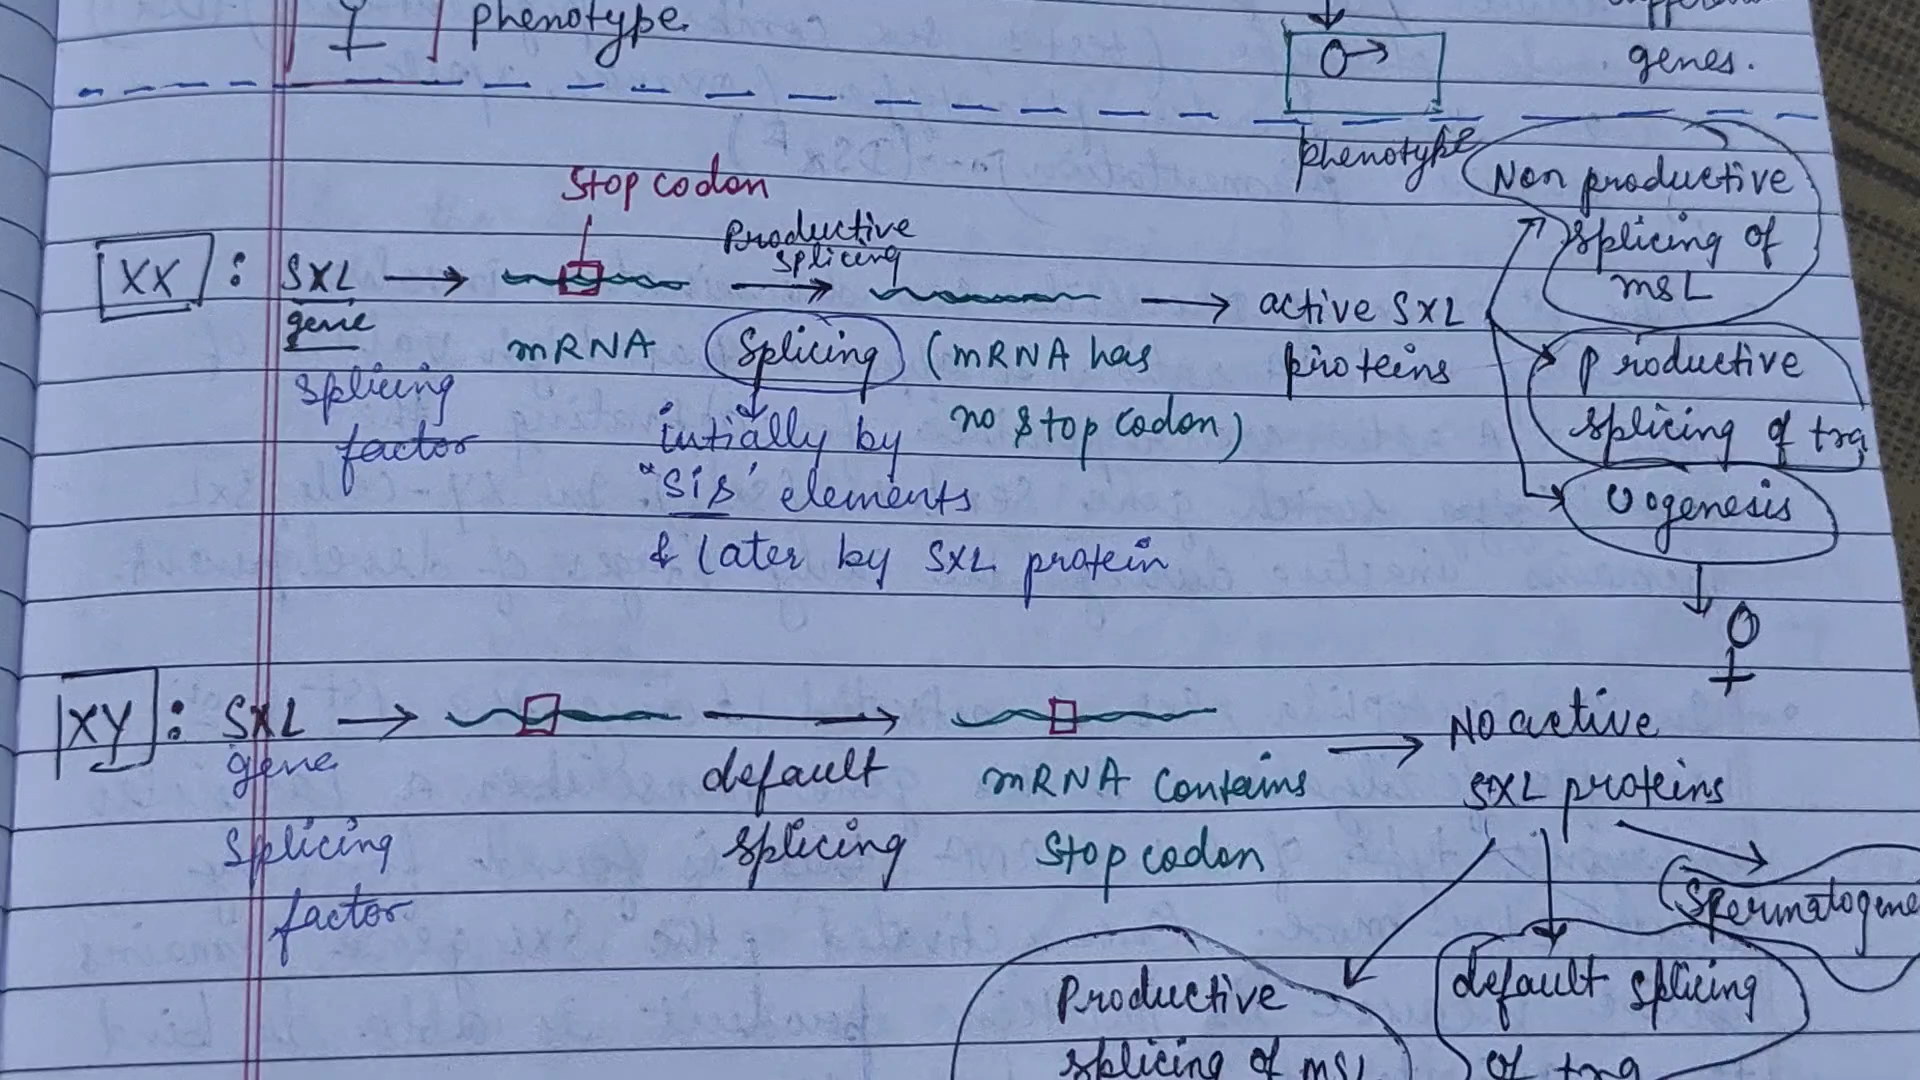 phenotype.
genes.
phenotype
Stop codon
Non productive
splicing of
msL
Productive
splicing
XX : SXL
gene
active SXL
mRNA
Splicing
(mRNA has
no stop codon)
proteins
Productive
splicing of tra
splicing
factor
intially by
"sis' elements
& later by SXL protein
Oogenesis
XY : SXL
gene
Splicing
factor
default
splicing
mRNA Contains
Stop codon
No active
SXL proteins
Spermatogene
Productive
splicing of msL
default splicing
of tra